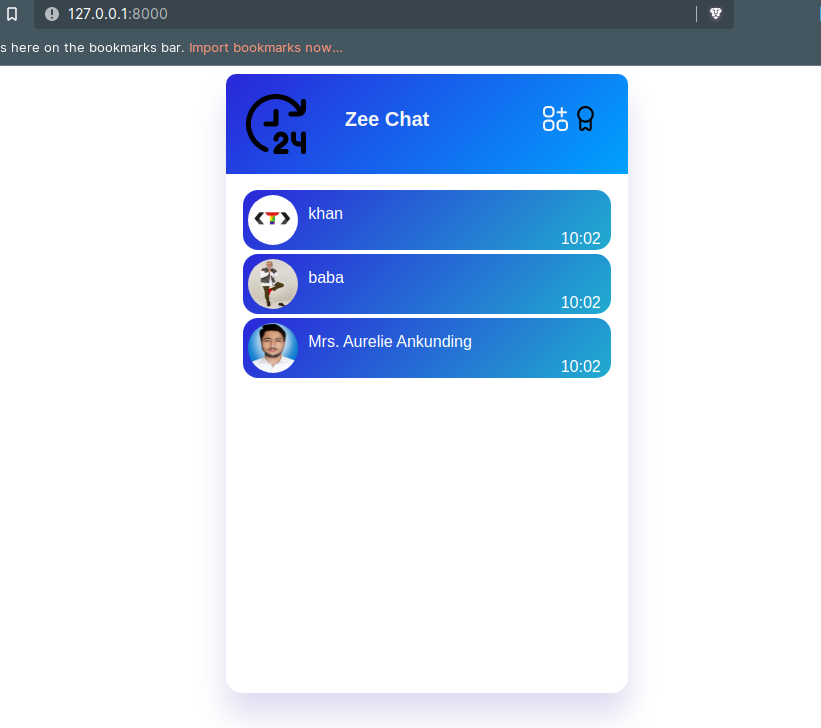 127.0.0.1:8000
s here on the bookmarks bar. Import bookmarks now...
24
Zee Chat
khan
10:02
<T>
baba
10:02
Mrs. Aurelie Ankunding
10:02